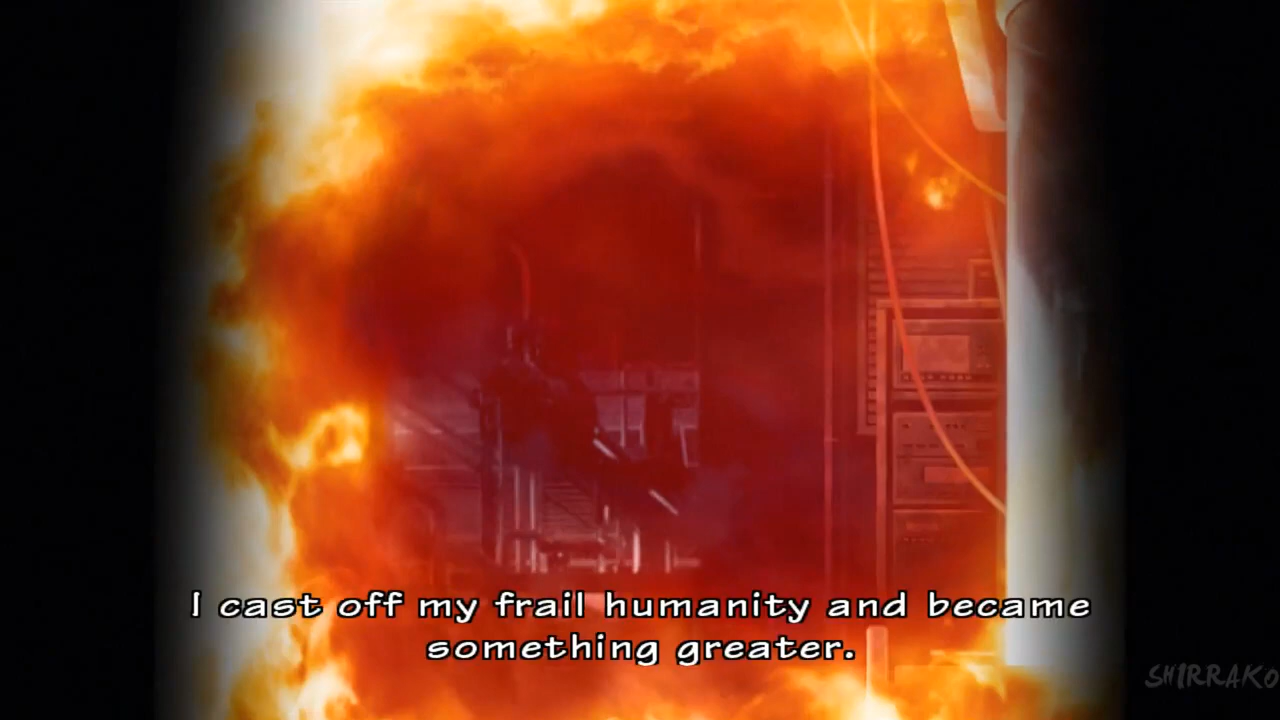 I cast off my frail humanity and became
something greater.
SHIRRAKO